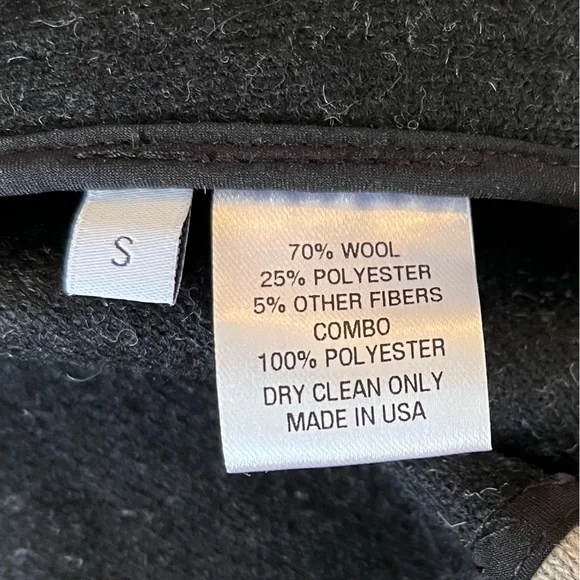 S
70% WOOL
25% POLYESTER
5% OTHER FIBERS
COMBO
100% POLYESTER
DRY CLEAN ONLY
MADE IN USA